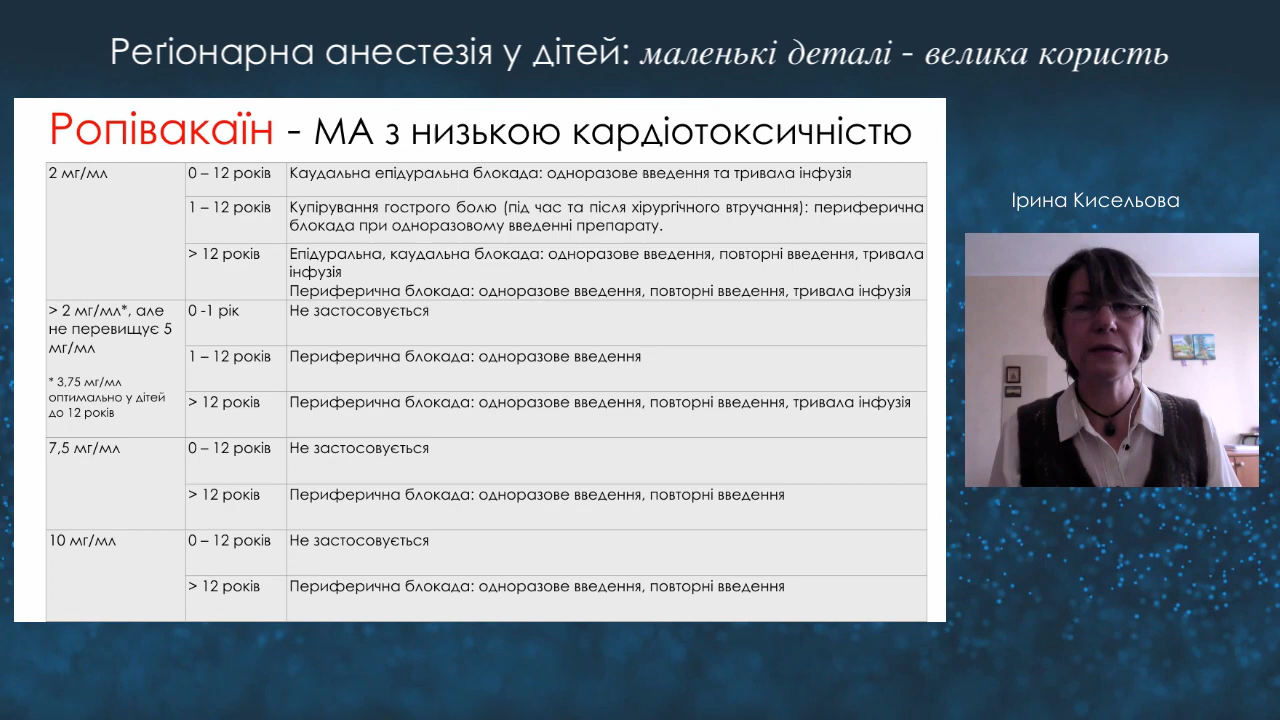 Реґіонарна анестезія у дітей: маленькі деталі - велика користь
Ропівакаїн - МА з низькою кардіотоксичністю
2 мг/мл
0 – 12 років
Каудальна епідуральна блокада: одноразове введення та тривала інфузія
1 – 12 років
Купірування гострого болю (під час та після хірургічного втручання): периферична
блокада при одноразовому введенні препарату.
> 12 років
Епідуральна, каудальна блокада: одноразове введення, повторні введення, тривала
інфузія
Периферична блокада: одноразове введення, повторні введення, тривала інфузія
> 2 мг/мл*, але
не перевищує 5
мг/мл
* 3,75 мг/мл
оптимально у дітей
до 12 років
0 -1 рік
Не застосовується
1 – 12 років
Периферична блокада: одноразове введення
> 12 років
Периферична блокада: одноразове введення, повторні введення, тривала інфузія
7,5 мг/мл
0 – 12 років
Не застосовується
> 12 років
Периферична блокада: одноразове введення, повторні введення
10 мг/мл
0 – 12 років
Не застосовується
> 12 років
Периферична блокада: одноразове введення, повторні введення
Ірина Кисельова